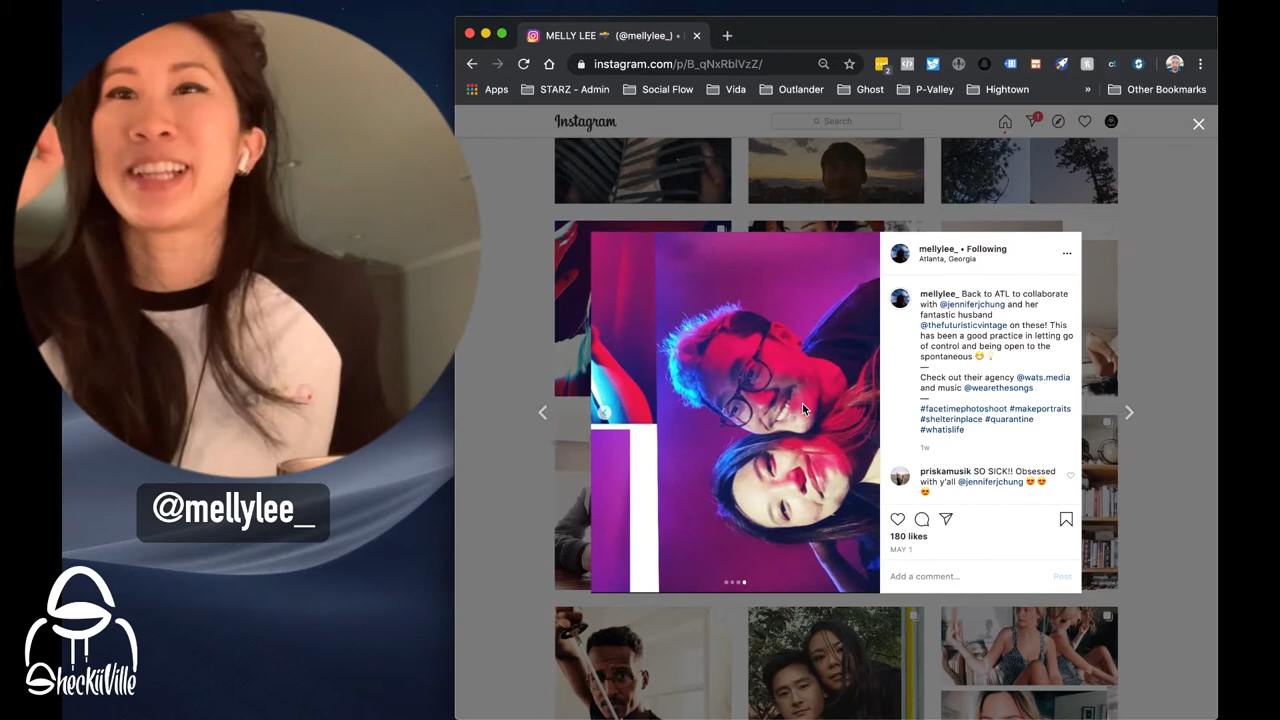 MELLY LEE (@mellylee_) •
instagram.com/p/B_qNxRblVzZ/
2
Apps
STARZ - Admin
Social Flow
Vida
Outlander
Ghost
P-Valley
Hightown
»
Other Bookmarks
Instagram
Search
1
mellylee_ • Following
Atlanta, Georgia
mellylee_ Back to ATL to collaborate
with @jenniferjchung and her
fantastic husband
@thefuturisticvintage on these! This
has been a good practice in letting go
of control and being open to the
spontaneous 😁 💡
—
Check out their agency @wats.media
and music @wearethesongs
—
#facetimephotoshoot #makeportraits
#shelterinplace #quarantine
#whatislife
1w
priskamusik SO SICK!! Obsessed
with y'all @jenniferjchung 😍 😍
😍
180 likes
MAY 1
Add a comment...
Post
@mellylee_
SheckiiVille